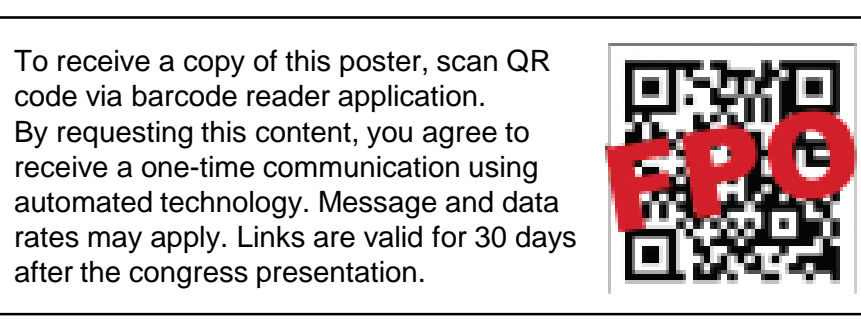 To receive a copy of this poster, scan QR
code via barcode reader application.
By requesting this content, you agree to
receive a one-time communication using
automated technology. Message and data
rates may apply. Links are valid for 30 days
after the congress presentation.
FPO